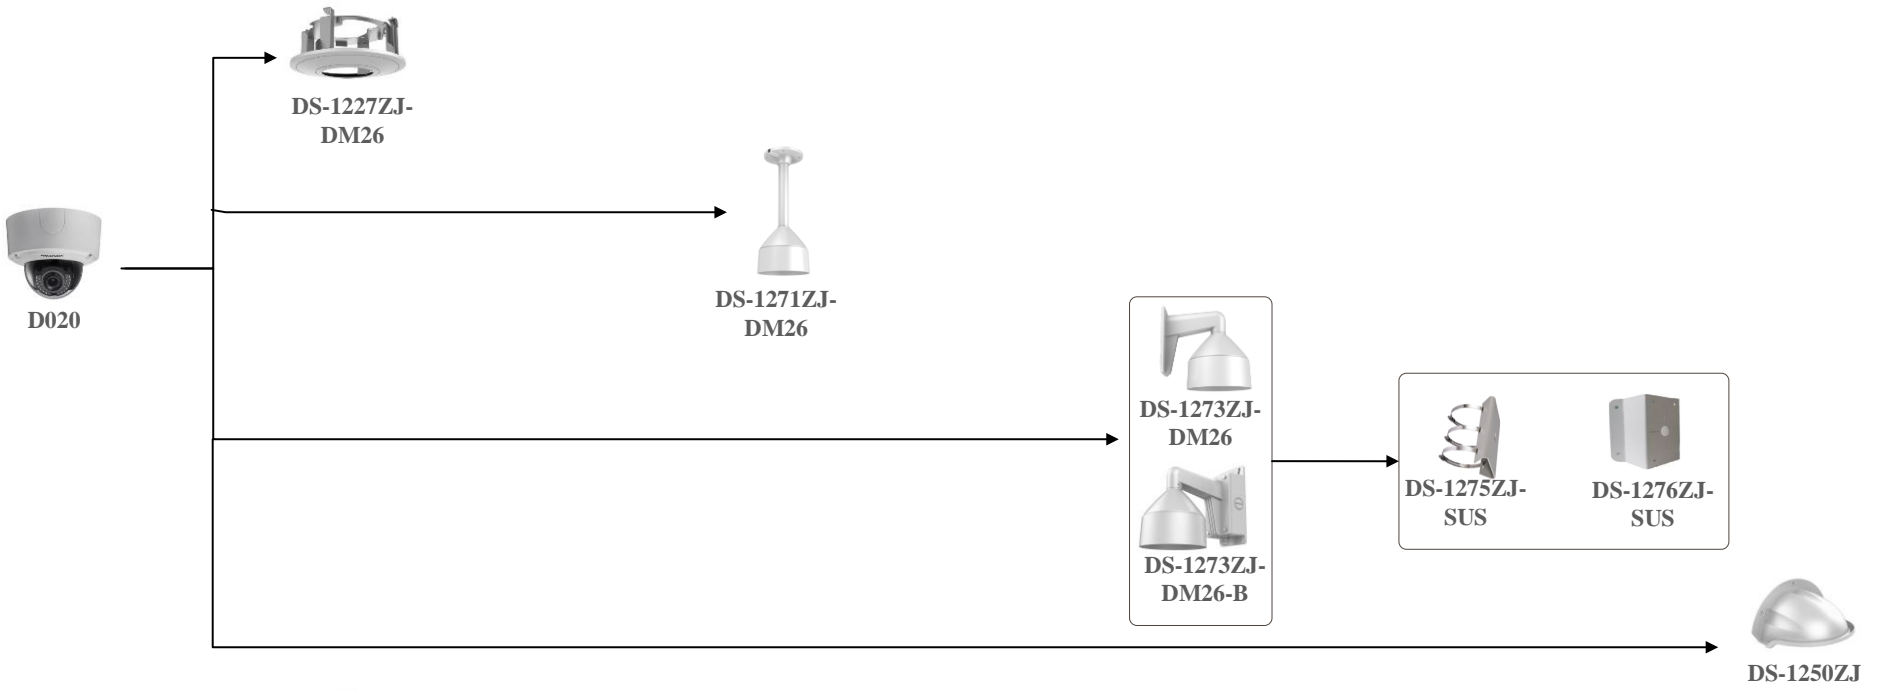 DS-1227ZJ-
DM26
D020
DS-1271ZJ-
DM26
DS-1273ZJ-
DM26
DS-1273ZJ-
DM26-B
DS-1275ZJ-
SUS
DS-1276ZJ-
SUS
DS-1250ZJ